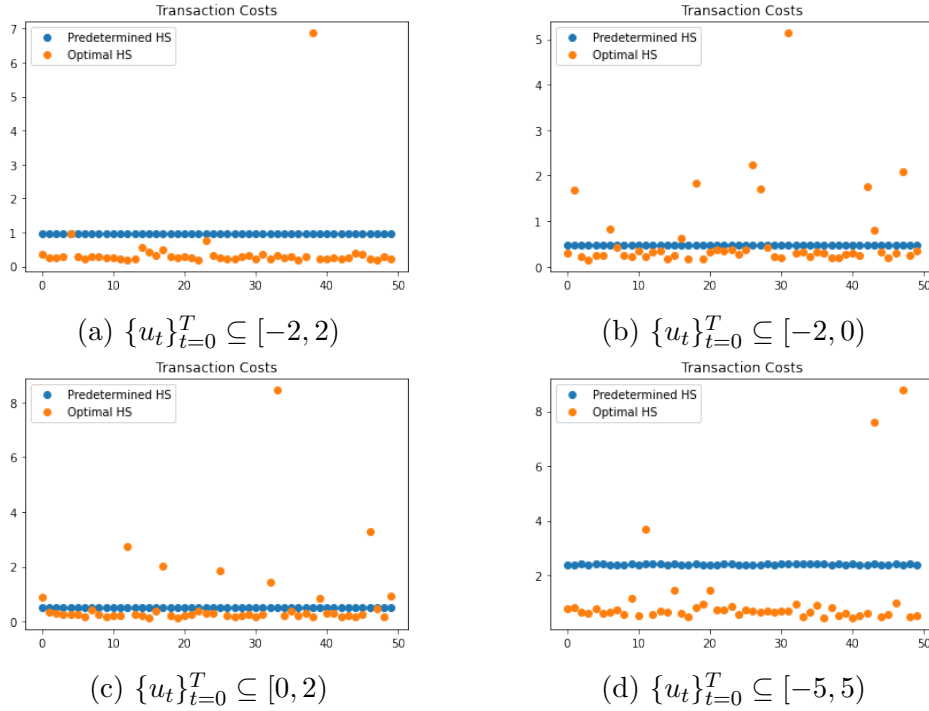 Transaction Costs
Predetermined HS
Optimal HS
7
6
5
4
3
2
1
0
0 10 20 30 40 50
(a) {u_t}_{t=0}^T ⊆ [−2, 2)
Transaction Costs
Predetermined HS
Optimal HS
5
4
3
2
1
0
0 10 20 30 40 50
(b) {u_t}_{t=0}^T ⊆ [−2, 0)
Transaction Costs
Predetermined HS
Optimal HS
8
6
4
2
0
0 10 20 30 40 50
(c) {u_t}_{t=0}^T ⊆ [0, 2)
Transaction Costs
Predetermined HS
Optimal HS
8
6
4
2
0 10 20 30 40 50
(d) {u_t}_{t=0}^T ⊆ [−5, 5)